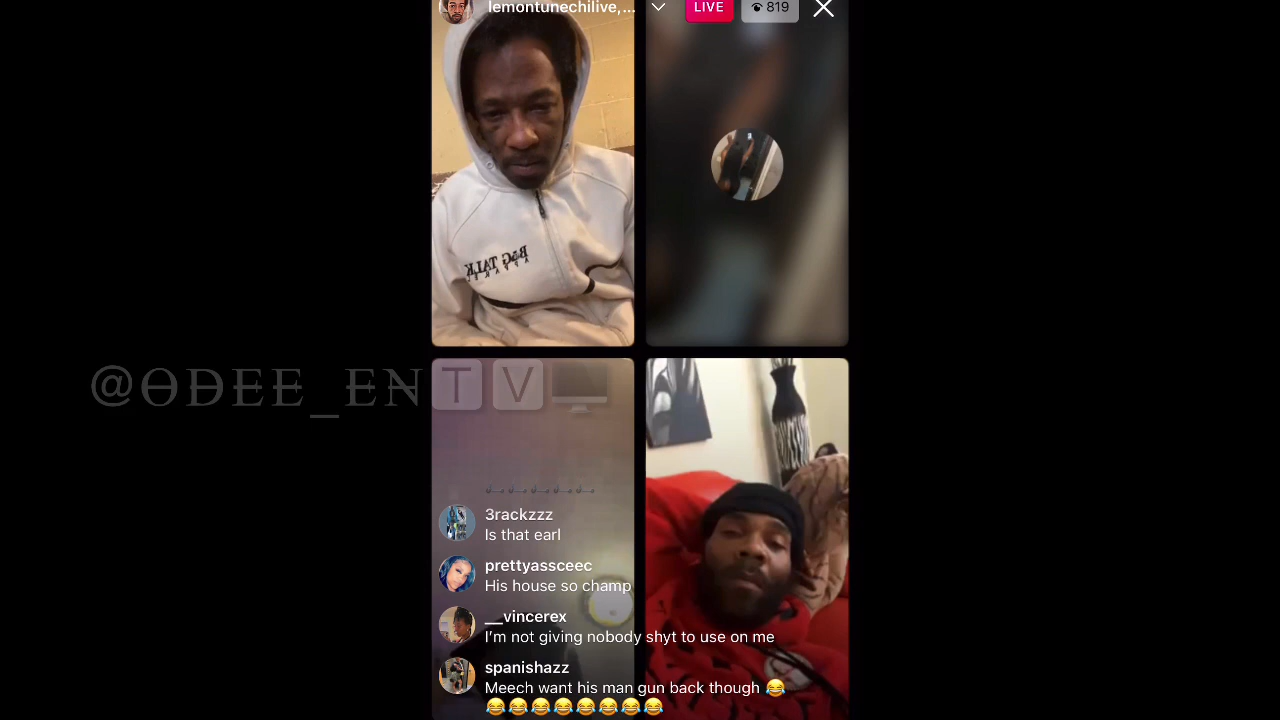 lemontunechilive,...
LIVE
819
BAG TALK
@ODEE_ENTV
3rackzzz
Is that earl
prettyassceec
His house so champ
__vincerex
I'm not giving nobody shyt to use on me
spanishazz
Meech want his man gun back though 😂
😂😂😂😂😂😂😂😂